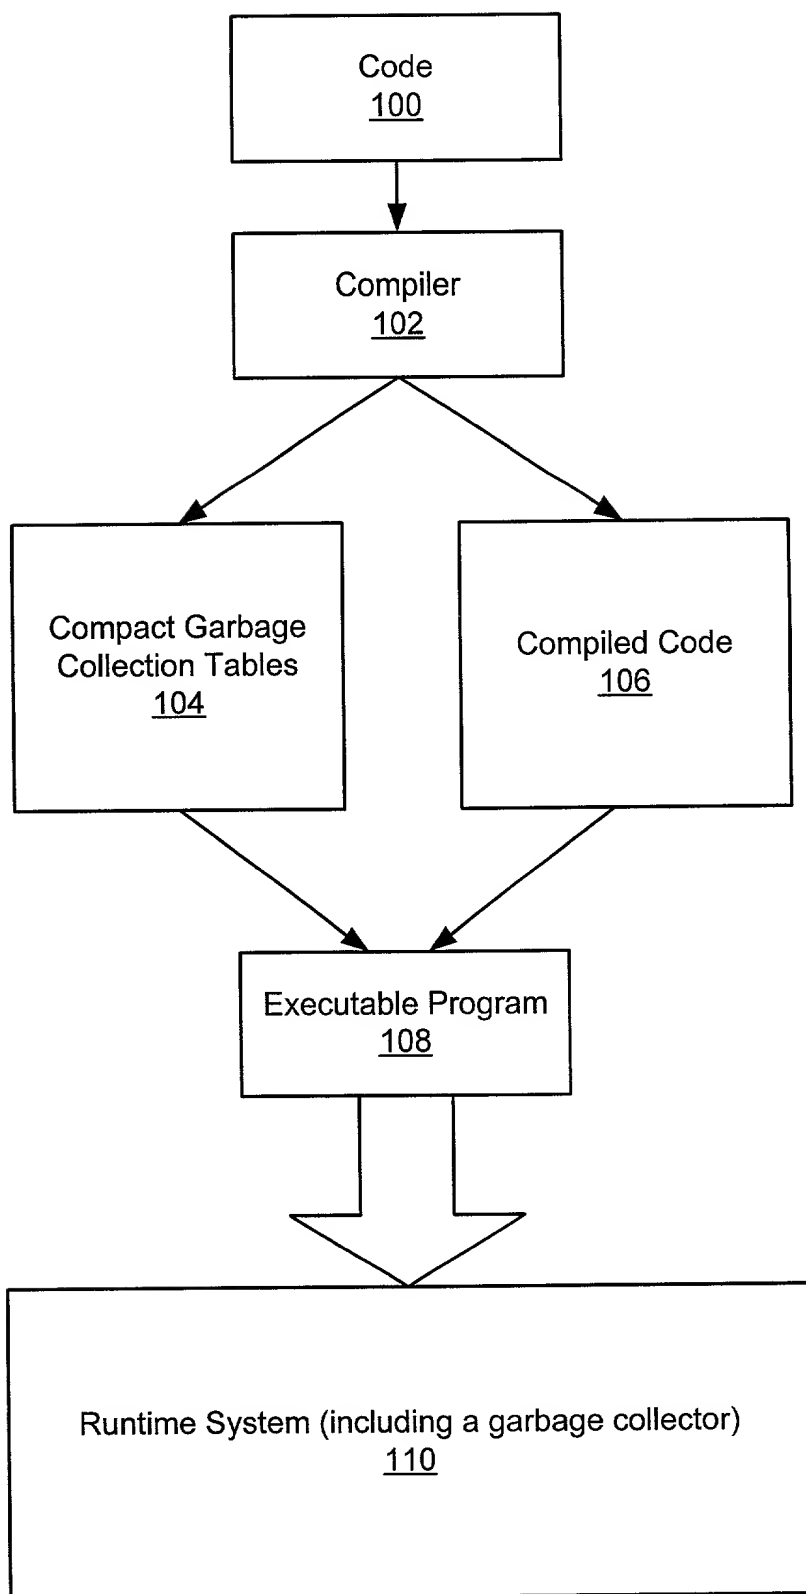 Code
100
Compiler
102
Compact Garbage
Collection Tables
104
Compiled Code
106
Executable Program
108
Runtime System (including a garbage collector)
110